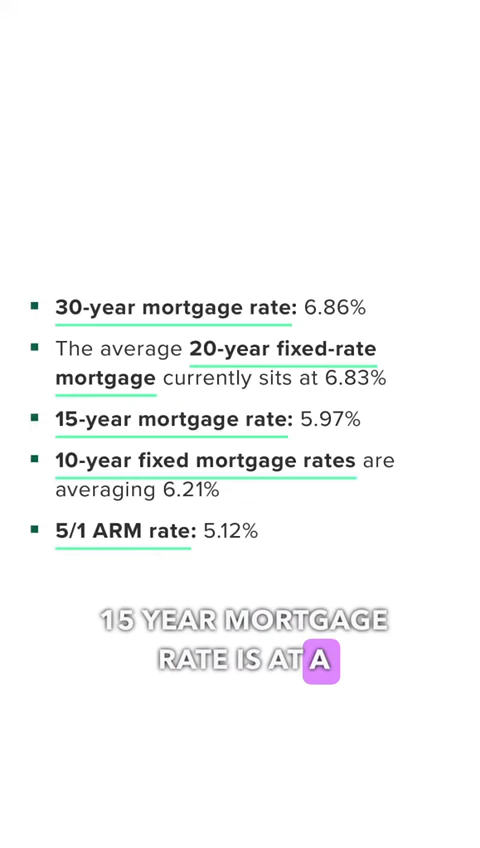 30-year mortgage rate: 6.86%
The average 20-year fixed-rate
mortgage currently sits at 6.83%
15-year mortgage rate: 5.97%
10-year fixed mortgage rates are
averaging 6.21%
5/1 ARM rate: 5.12%
15 YEAR MORTGAGE
RATE IS AT A